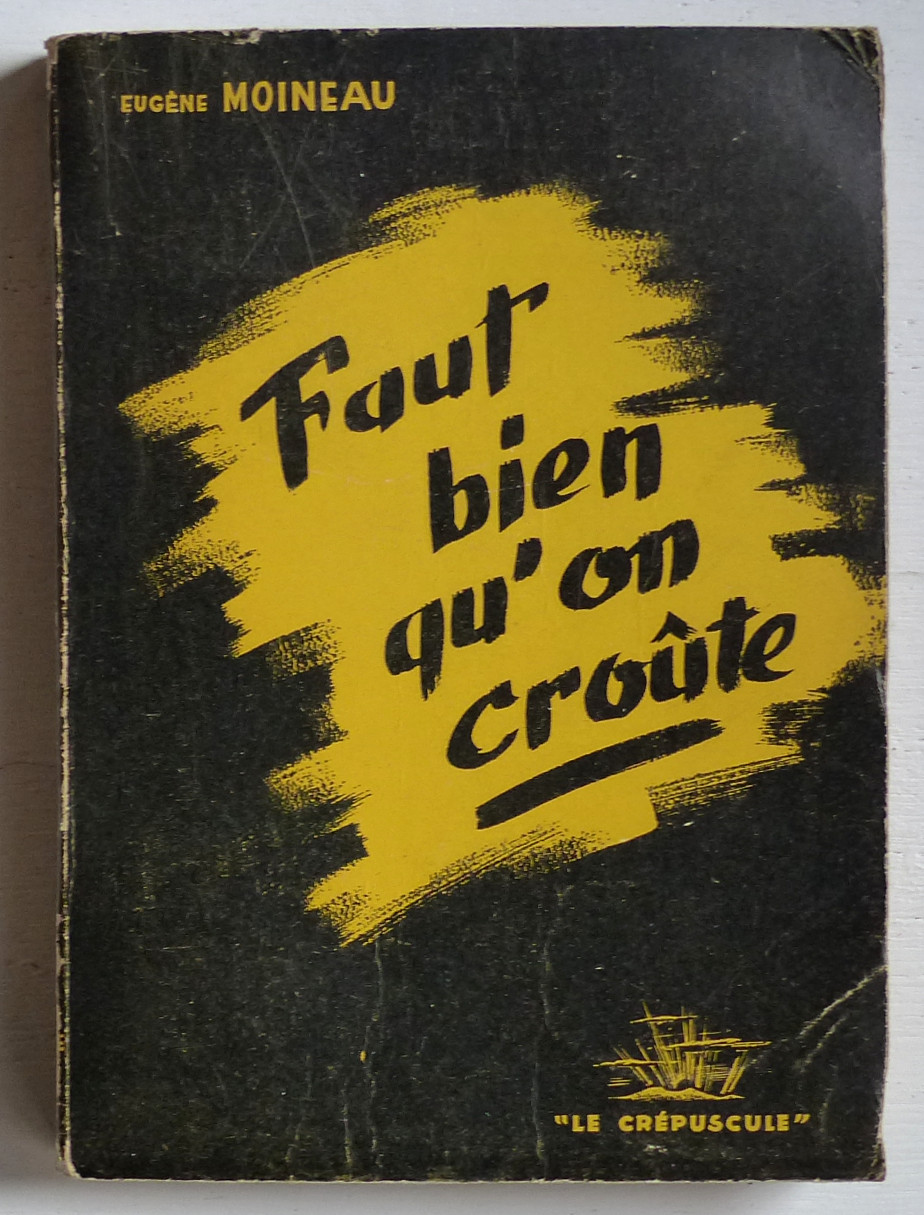 EUGÈNE MOINEAU
Faut
bien
qu'on
croûte
"LE CRÉPUSCULE"